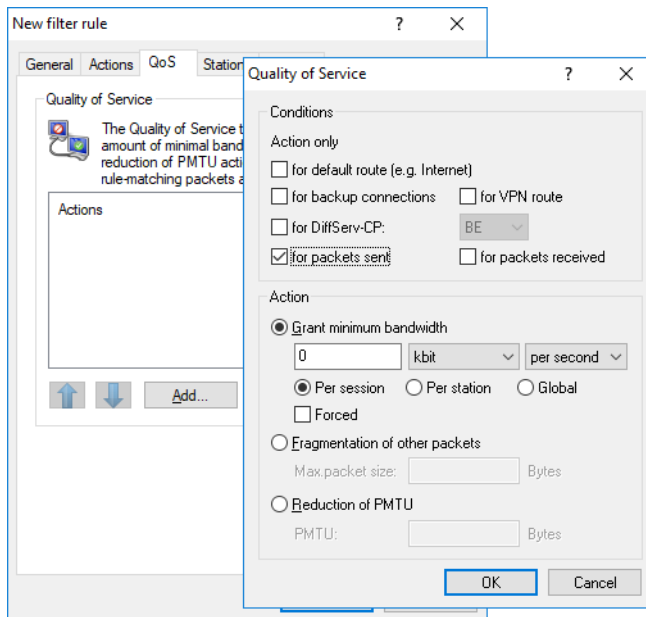 New filter rule
?
General
Actions
QoS
Station
Quality of Service
The Quality of Service
amount of minimal band
reduction of PMTU acti
rule-matching packets a
Actions
Add...
Quality of Service
?
Conditions
Action only
for default route (e.g. Internet)
for backup connections
for VPN route
for DiffServ-CP:
BE
for packets sent
for packets received
Action
Grant minimum bandwidth
0
kbit
per second
Per session
Per station
Global
Forced
Fragmentation of other packets
Max.packet size:
Bytes
Reduction of PMTU
PMTU:
Bytes
OK
Cancel